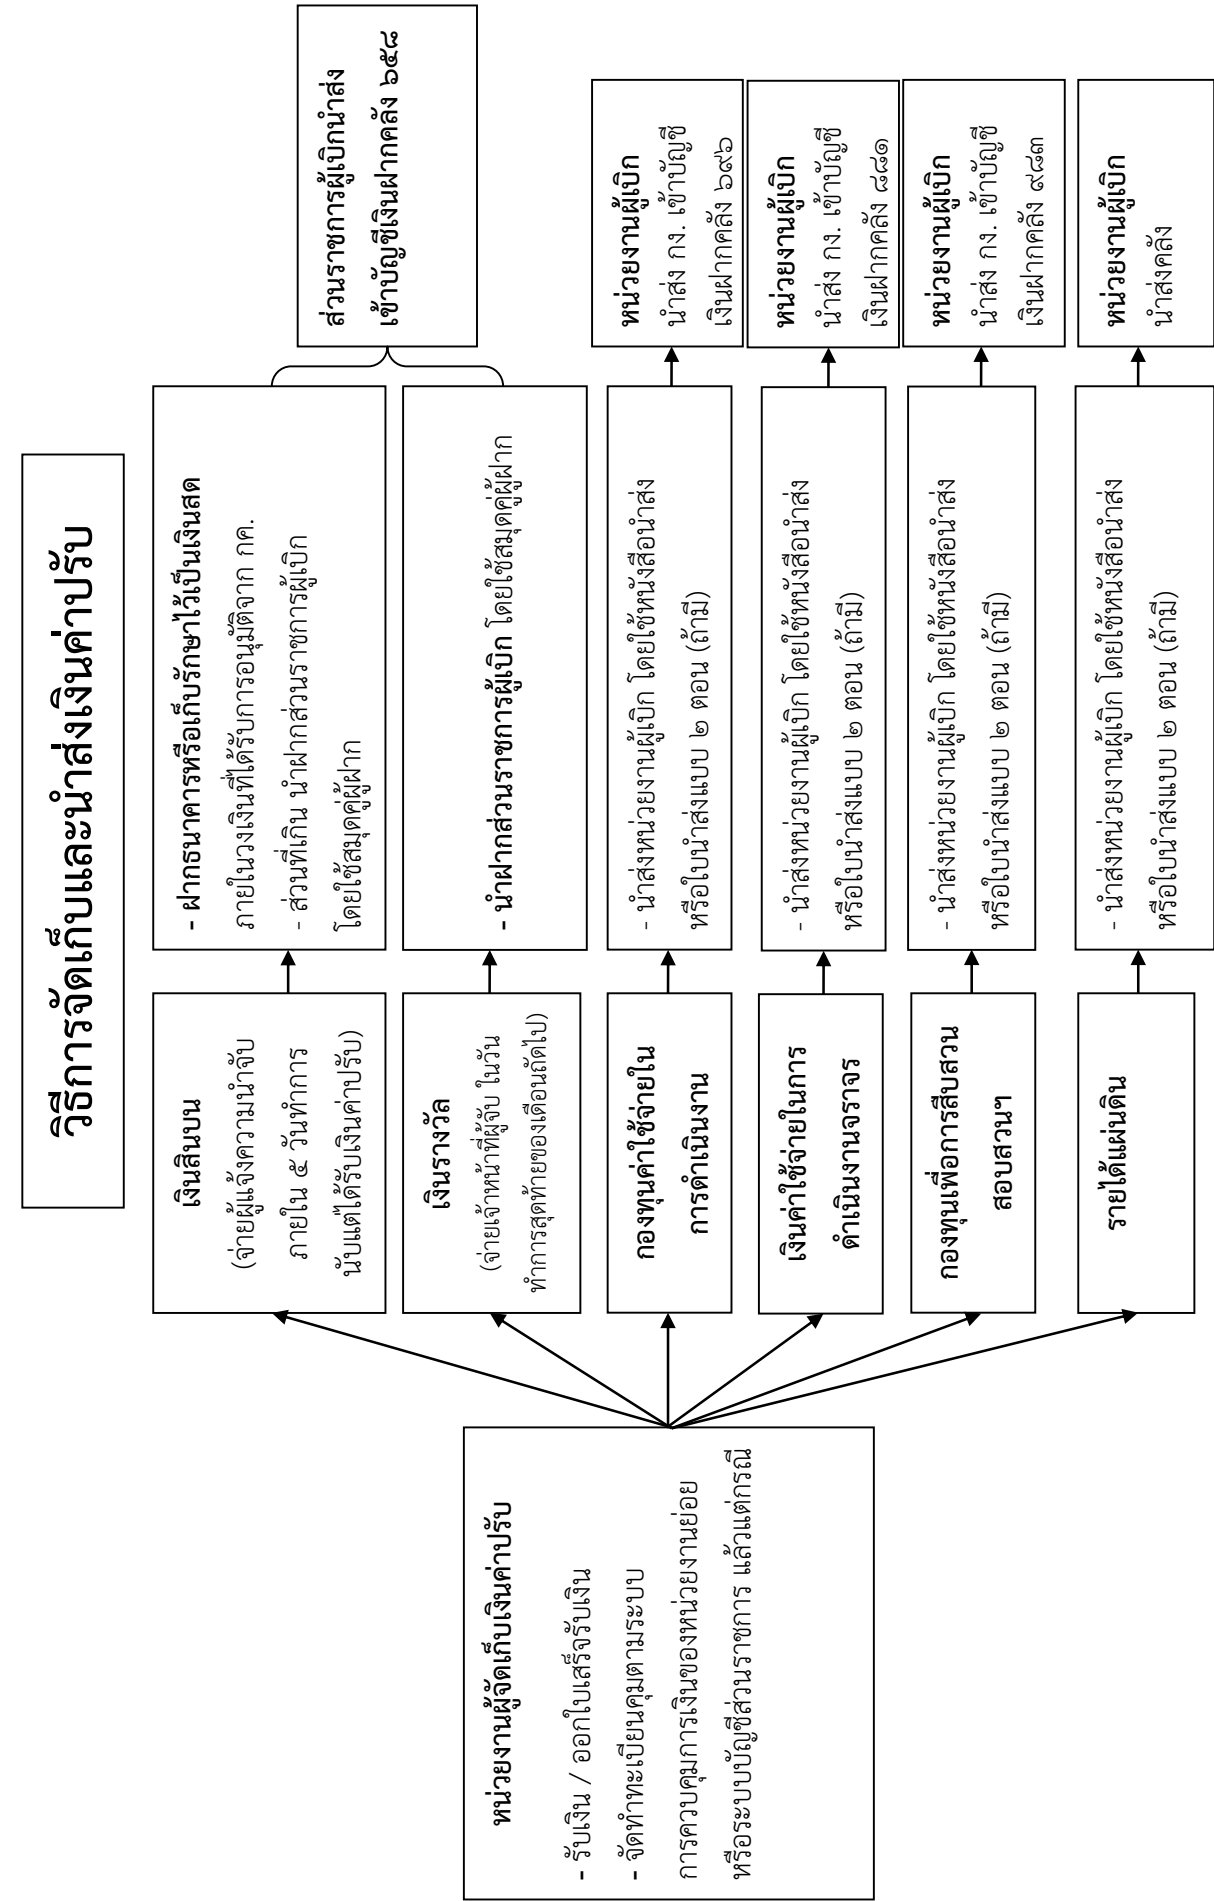 วิธีการจัดเก็บและนำส่งเงินค่าปรับ
หน่วยงานผู้จัดเก็บเงินค่าปรับ
- รับเงิน / ออกใบเสร็จรับเงิน
- จัดทำทะเบียนคุมตามระบบ
การควบคุมการเงินของหน่วยงานย่อย
หรือระบบบัญชีส่วนราชการ แล้วแต่กรณี
เงินสินบน
(จ่ายผู้แจ้งความนำจับ
ภายใน ๕ วันทำการ
นับแต่ได้รับเงินค่าปรับ)
- ฝากธนาคารหรือเก็บรักษาไว้เป็นเงินสด
ภายในวงเงินที่ได้รับการอนุมัติจาก กค.
- ส่วนที่เกิน นำฝากส่วนราชการผู้เบิก
โดยใช้สมุดคู่ผู้ฝาก
เงินรางวัล
(จ่ายเจ้าหน้าที่ผู้จับ ในวัน
ทำการสุดท้ายของเดือนถัดไป)
- นำฝากส่วนราชการผู้เบิก โดยใช้สมุดคู่ผู้ฝาก
ส่วนราชการผู้เบิกนำส่ง
เข้าบัญชีเงินฝากคลัง ๖๕๘
กองทุนค่าใช้จ่ายใน
การดำเนินงาน
- นำส่งหน่วยงานผู้เบิก โดยใช้หนังสือนำส่ง
หรือใบนำส่งแบบ ๒ ตอน (ถ้ามี)
หน่วยงานผู้เบิก
นำส่ง กง. เข้าบัญชี
เงินฝากคลัง ๖๙๖
เงินค่าใช้จ่ายในการ
ดำเนินงานจราจร
- นำส่งหน่วยงานผู้เบิก โดยใช้หนังสือนำส่ง
หรือใบนำส่งแบบ ๒ ตอน (ถ้ามี)
หน่วยงานผู้เบิก
นำส่ง กง. เข้าบัญชี
เงินฝากคลัง ๘๘๑
กองทุนเพื่อการสืบสวน
สอบสวนฯ
- นำส่งหน่วยงานผู้เบิก โดยใช้หนังสือนำส่ง
หรือใบนำส่งแบบ ๒ ตอน (ถ้ามี)
หน่วยงานผู้เบิก
นำส่ง กง. เข้าบัญชี
เงินฝากคลัง ๙๘๓
รายได้แผ่นดิน
- นำส่งหน่วยงานผู้เบิก โดยใช้หนังสือนำส่ง
หรือใบนำส่งแบบ ๒ ตอน (ถ้ามี)
หน่วยงานผู้เบิก
นำส่งคลัง